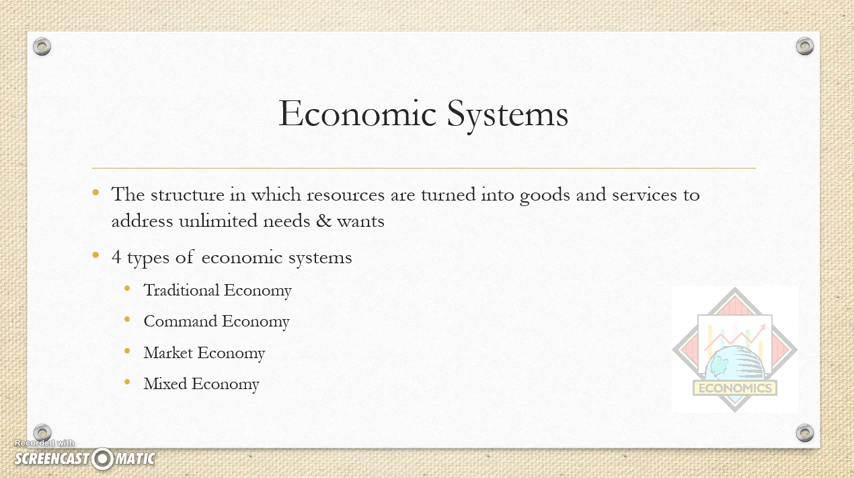 Economic Systems
• The structure in which resources are turned into goods and services to
address unlimited needs & wants
• 4 types of economic systems
• Traditional Economy
• Command Economy
• Market Economy
• Mixed Economy
ECONOMICS
Recorded with
SCREENCAST MATIC